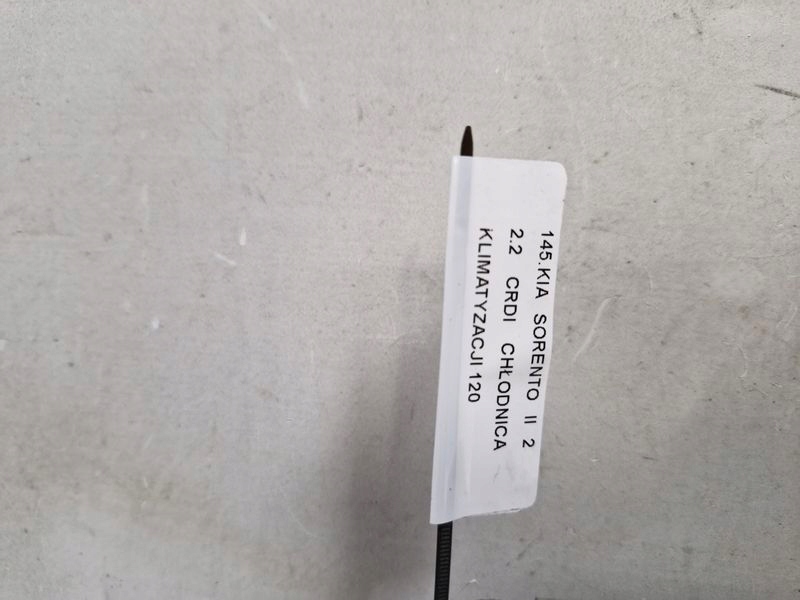 145.KIA SORENTO II 2
2.2 CRDI CHŁODNICA
KLIMATYZACJI 120